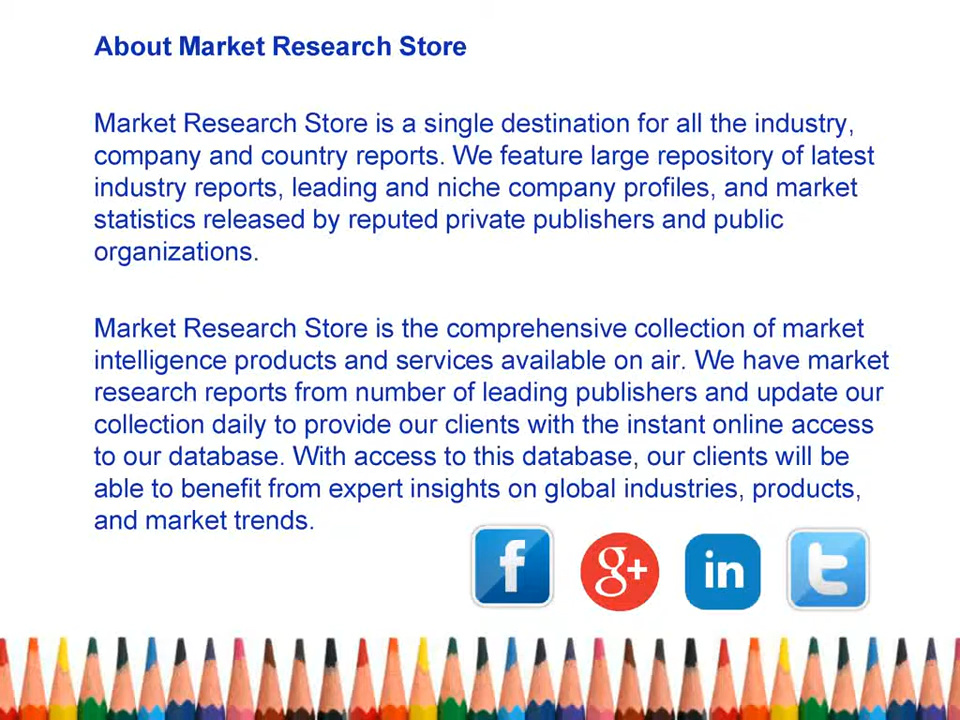 About Market Research Store
Market Research Store is a single destination for all the industry,
company and country reports. We feature large repository of latest
industry reports, leading and niche company profiles, and market
statistics released by reputed private publishers and public
organizations.
Market Research Store is the comprehensive collection of market
intelligence products and services available on air. We have market
research reports from number of leading publishers and update our
collection daily to provide our clients with the instant online access
to our database. With access to this database, our clients will be
able to benefit from expert insights on global industries, products,
and market trends.
f g+ in t